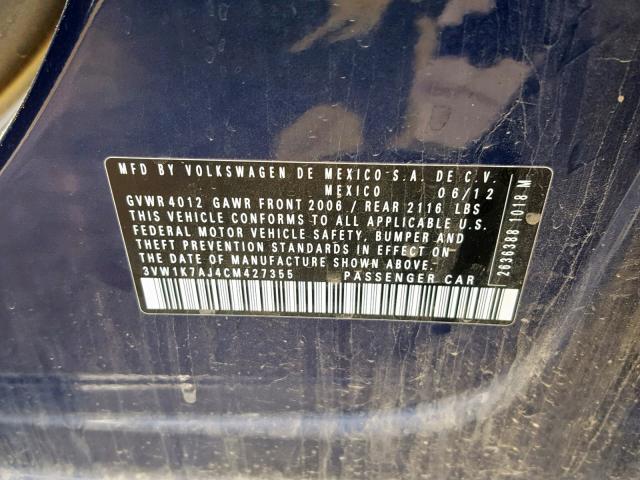 MFD BY VOLKSWAGEN DE MEXICO S.A. DE C.V.
MEXICO 06/12
GVWR 4012 GAWR FRONT 2006 / REAR 2116 LBS
THIS VEHICLE CONFORMS TO ALL APPLICABLE U.S.
FEDERAL MOTOR VEHICLE SAFETY, BUMPER AND
THEFT PREVENTION STANDARDS IN EFFECT ON
THE DATE OF MANUFACTURE SHOWN ABOVE.
3VW1K7AJ4CM427355 PASSENGER CAR
2636388 1018 M